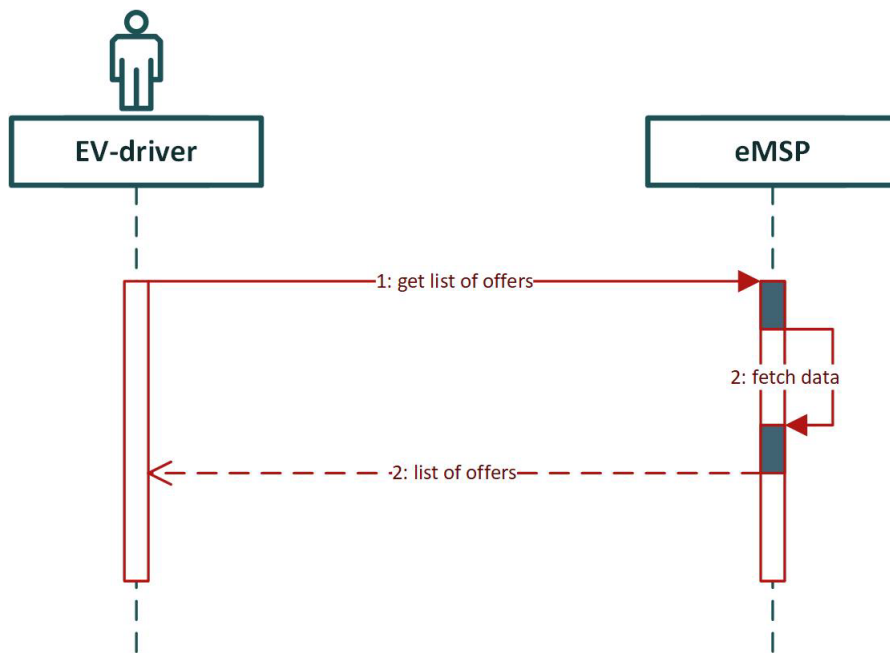 EV-driver
eMSP
1: get list of offers
2: fetch data
2: list of offers